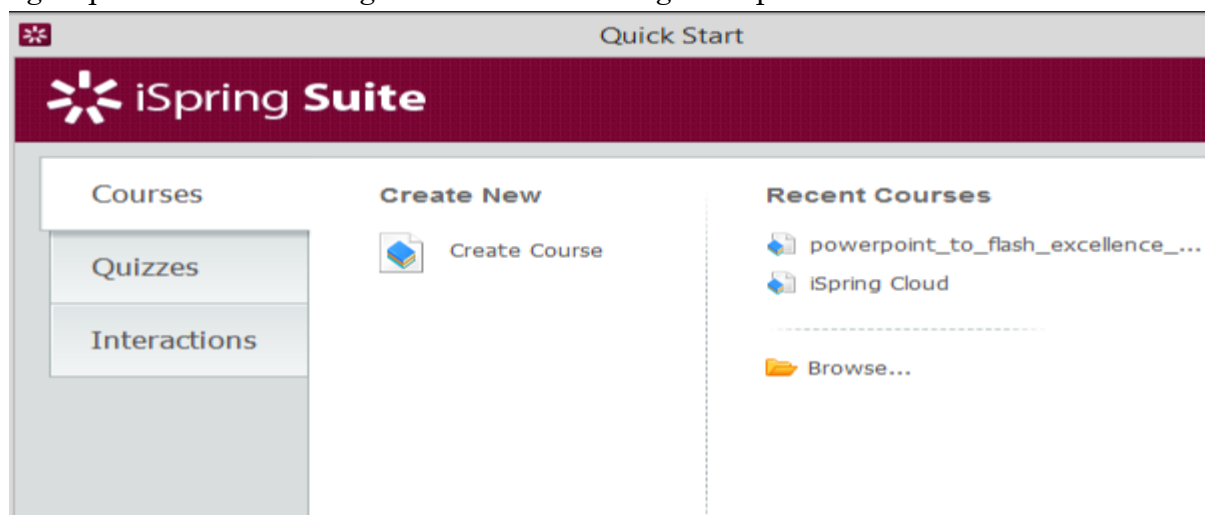 Quick Start
iSpring Suite
Courses
Quizzes
Interactions
Create New
Create Course
Recent Courses
powerpoint_to_flash_excellence_...
iSpring Cloud
Browse...